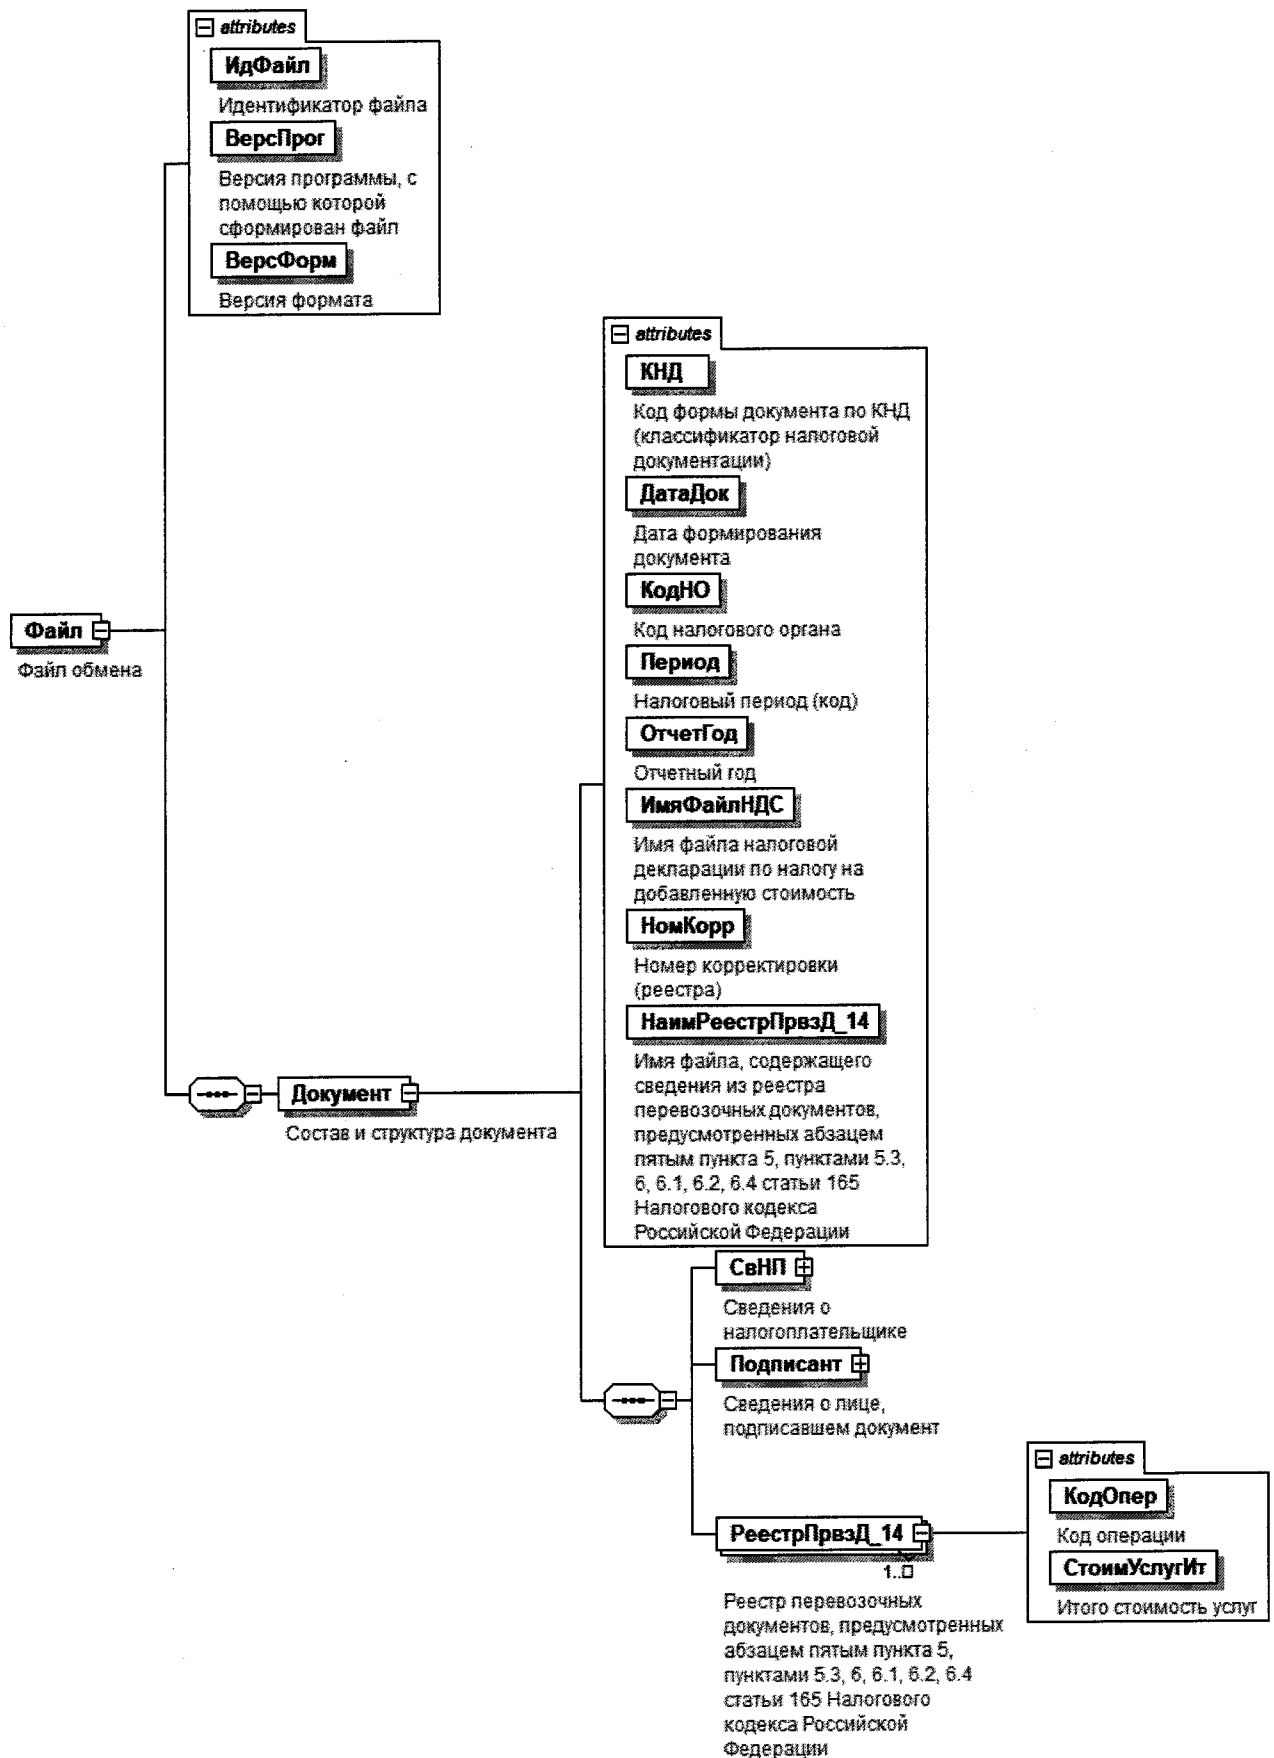 attributes
ИдФайл
Идентификатор файла
ВерсПрог
Версия программы, с
помощью которой
сформирован файл
ВерсФорм
Версия формата
Файл
Файл обмена
attributes
КНД
Код формы документа по КНД
(классификатор налоговой
документации)
ДатаДок
Дата формирования
документа
КодНО
Код налогового органа
Период
Налоговый период (код)
ОтчетГод
Отчетный год
ИмяФайлНДС
Имя файла налоговой
декларации по налогу на
добавленную стоимость
НомКорр
Номер корректировки
(реестра)
НаимРеестрПрвзД_14
Имя файла, содержащего
сведения из реестра
перевозочных документов,
предусмотренных абзацем
пятым пункта 5, пунктами 5.3,
6, 6.1, 6.2, 6.4 статьи 165
Налогового кодекса
Российской Федерации
Документ
Состав и структура документа
СвНП
Сведения о
налогоплательщике
Подписант
Сведения о лице,
подписавшем документ
РеестрПрвзД_14
1..
Реестр перевозочных
документов, предусмотренных
абзацем пятым пункта 5,
пунктами 5.3, 6, 6.1, 6.2, 6.4
статьи 165 Налогового
кодекса Российской
Федерации
attributes
КодОпер
Код операции
СтоимУслугИт
Итого стоимость услуг